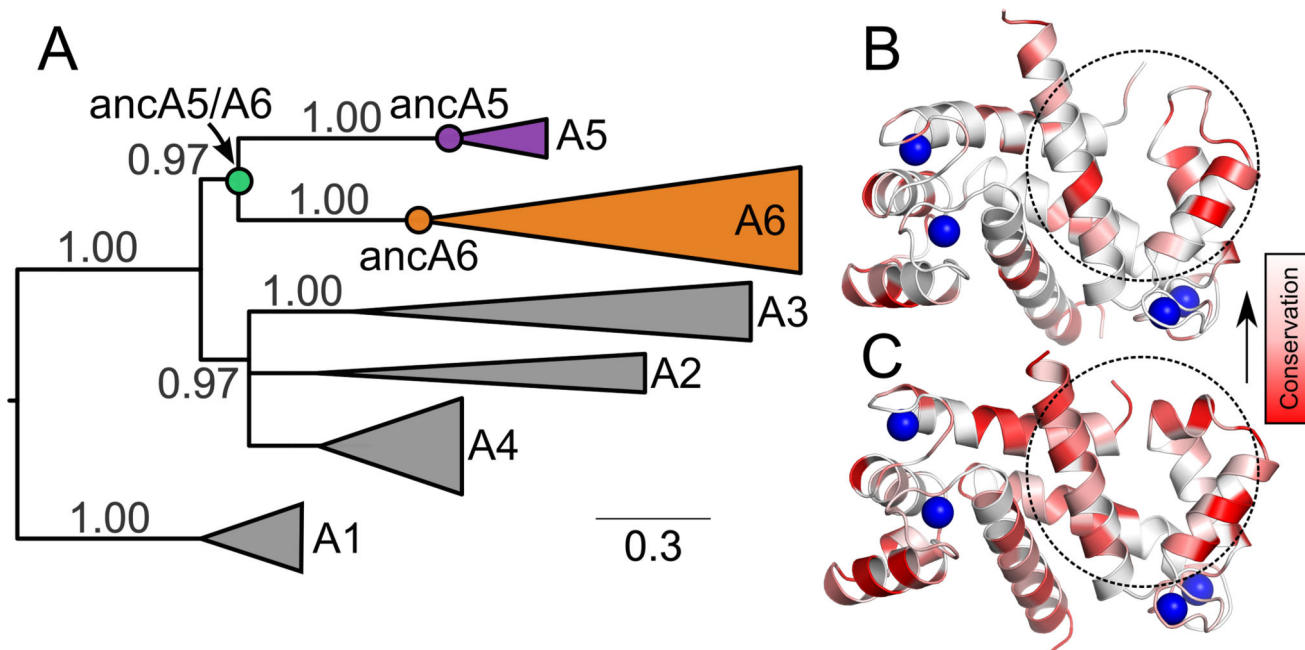 A
ancA5/A6
1.00
ancA5
A5
0.97
1.00
A6
ancA6
1.00
1.00
A3
0.97
A2
A4
1.00
A1
0.3
B
C
Conservation